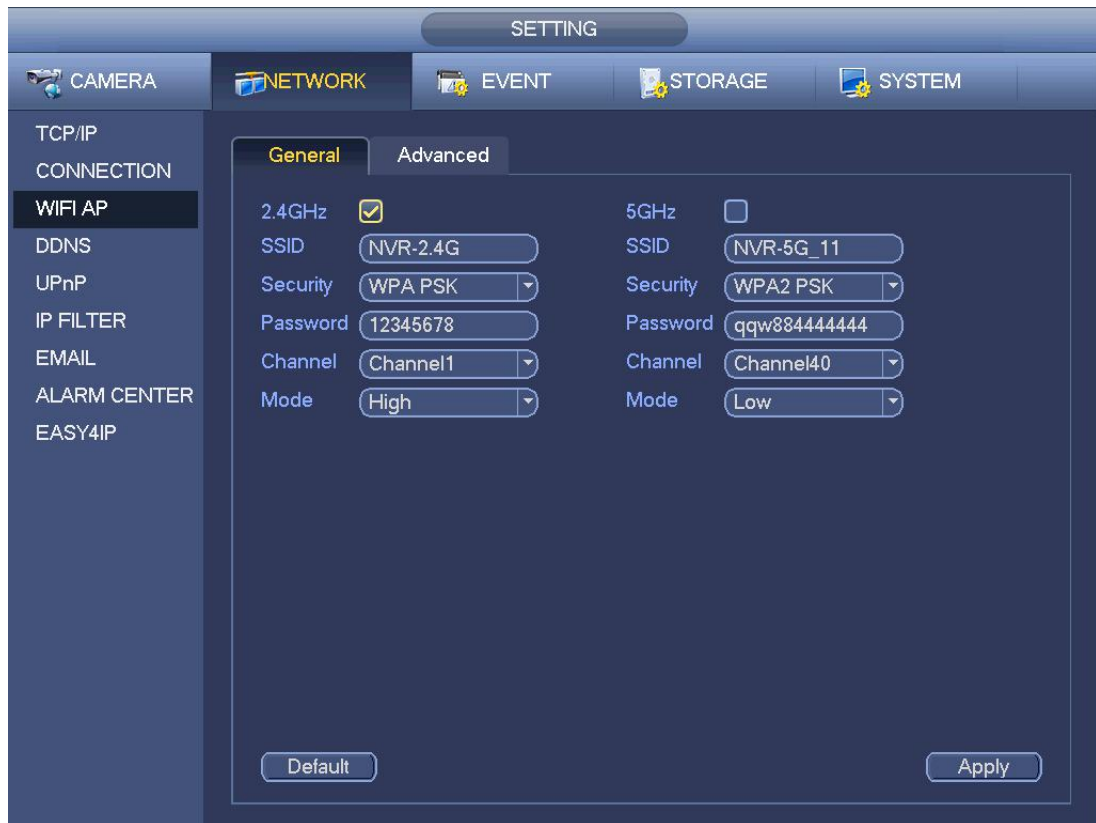 SETTING
CAMERA NETWORK EVENT STORAGE SYSTEM
TCP/IP
CONNECTION
WIFI AP
DDNS
UPnP
IP FILTER
EMAIL
ALARM CENTER
EASY4IP
General Advanced
2.4GHz 5GHz
SSID NVR-2.4G SSID NVR-5G_11
Security WPA PSK Security WPA2 PSK
Password 12345678 Password qqw884444444
Channel Channel1 Channel Channel40
Mode High Mode Low
Default Apply